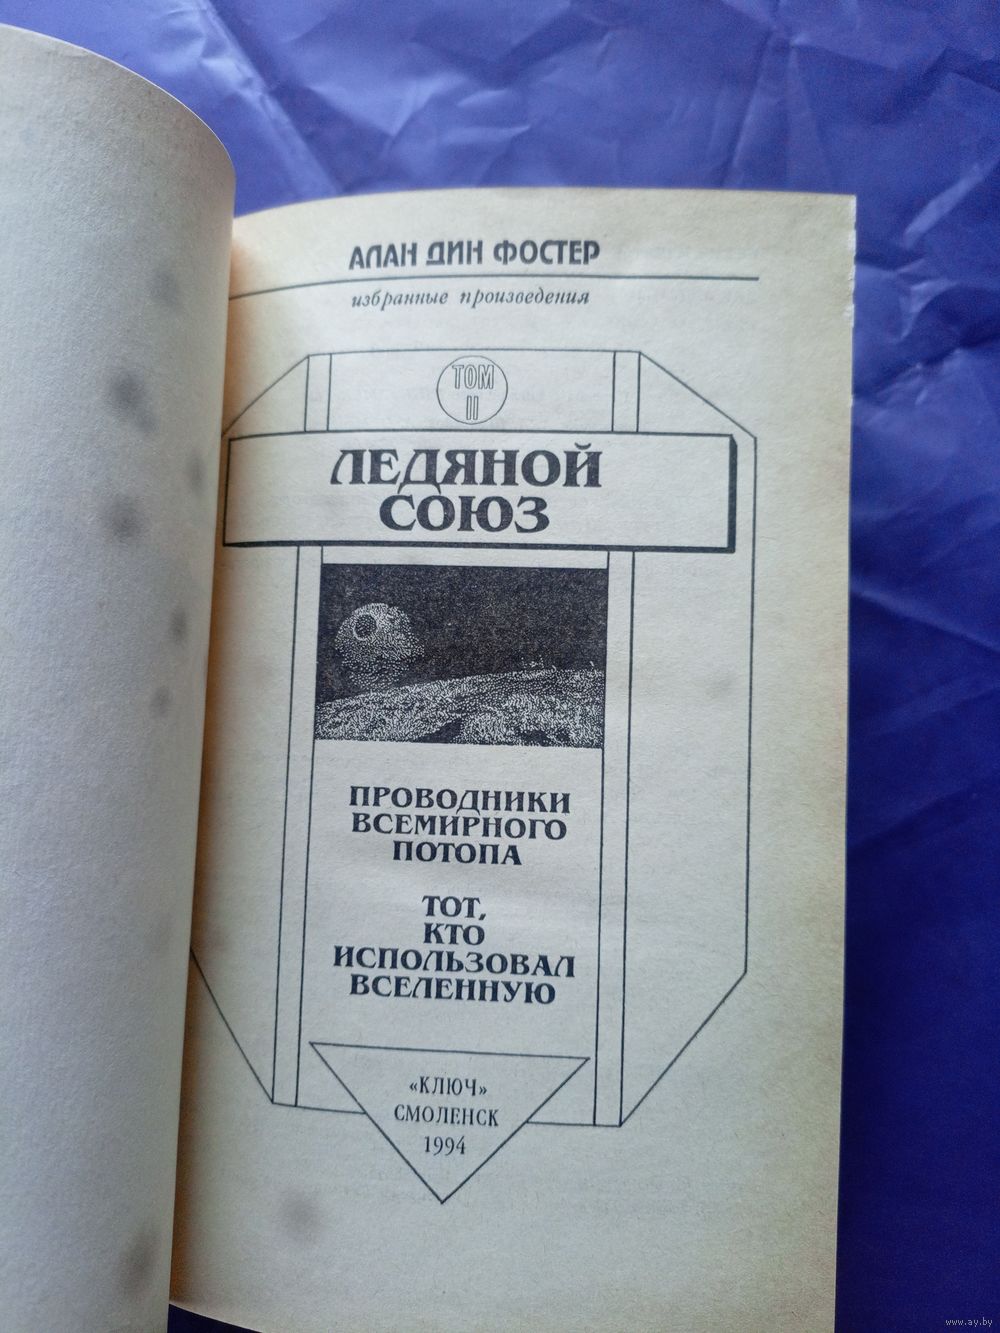 АЛАН ДИН ФОСТЕР
избранные произведения
ТОМ
II
ЛЕДЯНОЙ
СОЮЗ
ПРОВОДНИКИ
ВСЕМИРНОГО
ПОТОПА
ТОТ,
КТО
ИСПОЛЬЗОВАЛ
ВСЕЛЕННУЮ
«КЛЮЧ»
СМОЛЕНСК
1994
www.ay.by